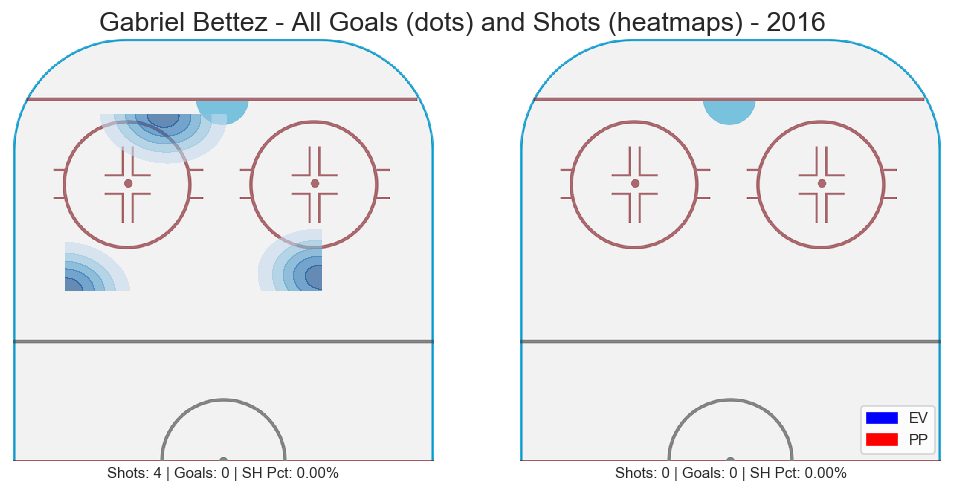 Gabriel Bettez - All Goals (dots) and Shots (heatmaps) - 2016
EV
PP
Shots: 4 | Goals: 0 | SH Pct: 0.00%
Shots: 0 | Goals: 0 | SH Pct: 0.00%